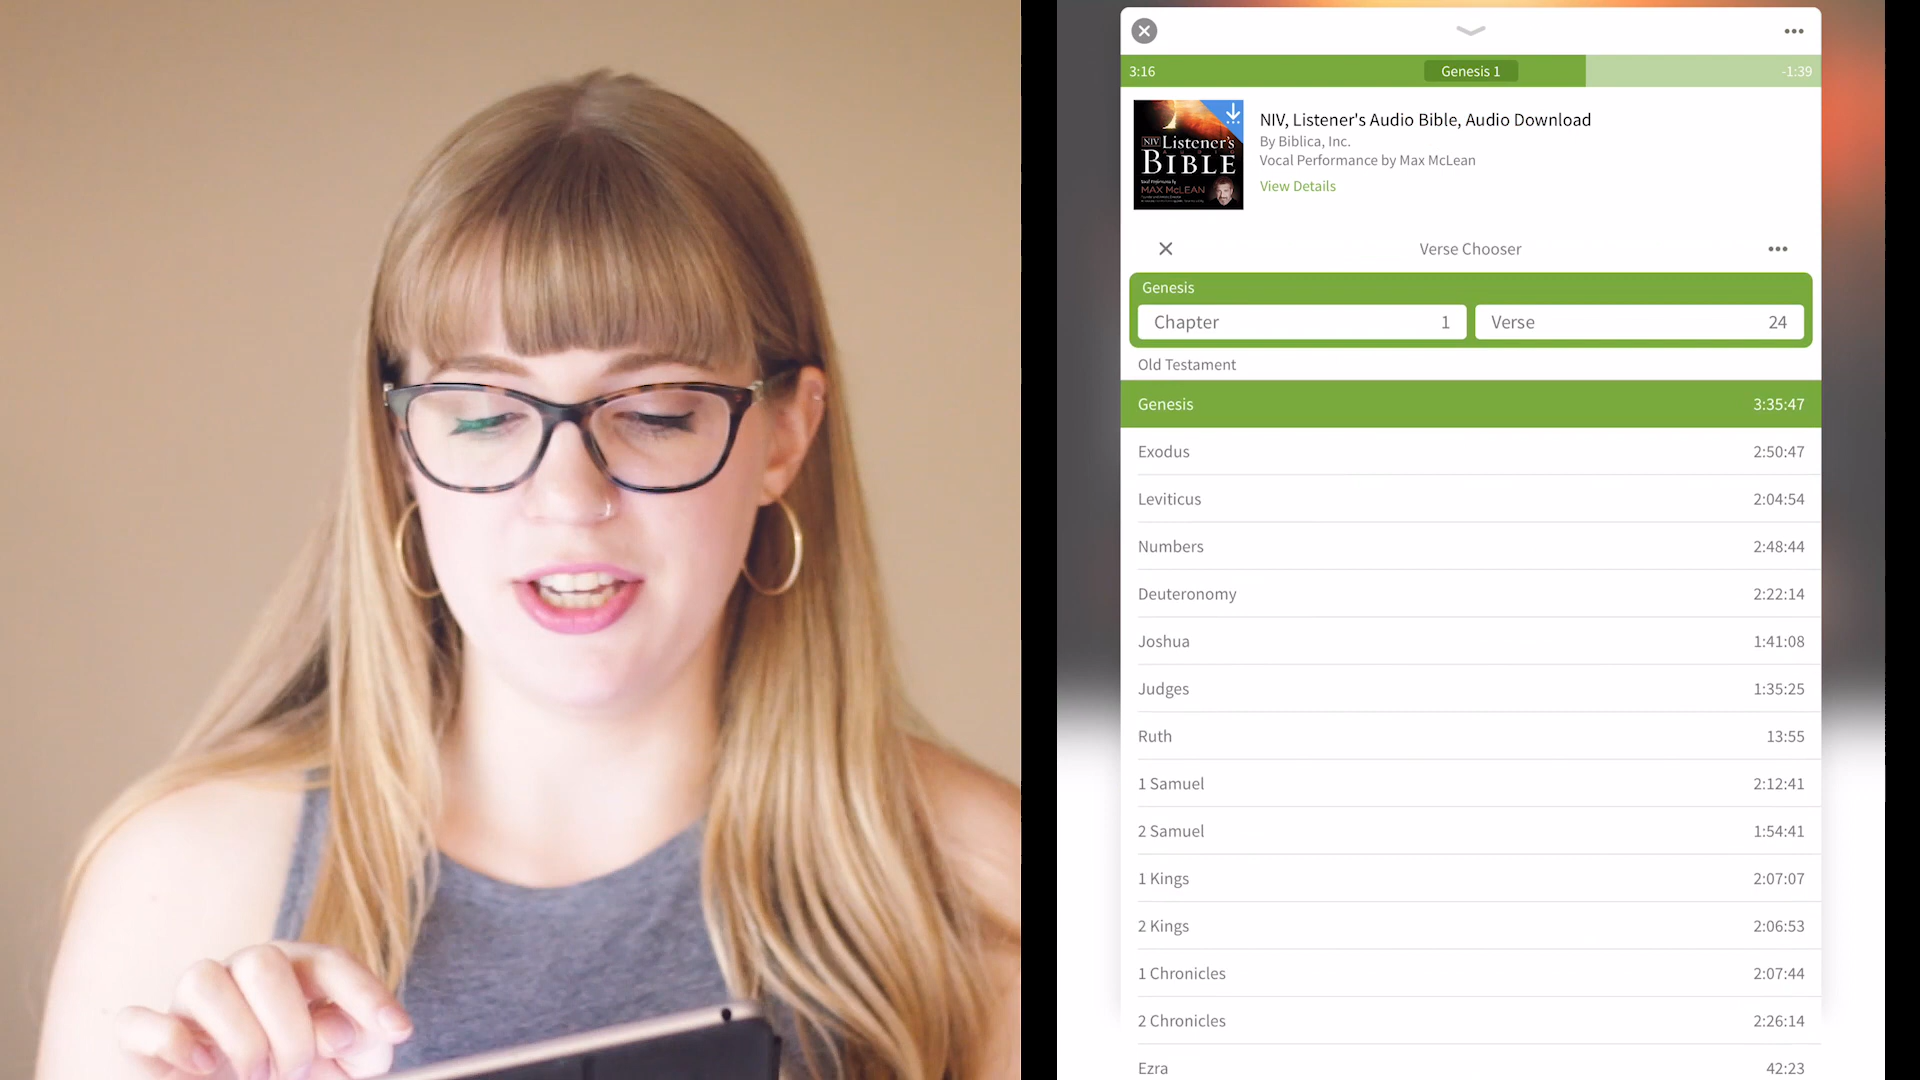 3:16 Genesis 1 -1:39
NIV Listener's
BIBLE
MAX McLEAN
NIV, Listener's Audio Bible, Audio Download
By Biblica, Inc.
Vocal Performance by Max McLean
View Details
Verse Chooser
Genesis
Chapter 1 Verse 24
Old Testament
Genesis 3:35:47
Exodus 2:50:47
Leviticus 2:04:54
Numbers 2:48:44
Deuteronomy 2:22:14
Joshua 1:41:08
Judges 1:35:25
Ruth 13:55
1 Samuel 2:12:41
2 Samuel 1:54:41
1 Kings 2:07:07
2 Kings 2:06:53
1 Chronicles 2:07:44
2 Chronicles 2:26:14
Ezra 42:23